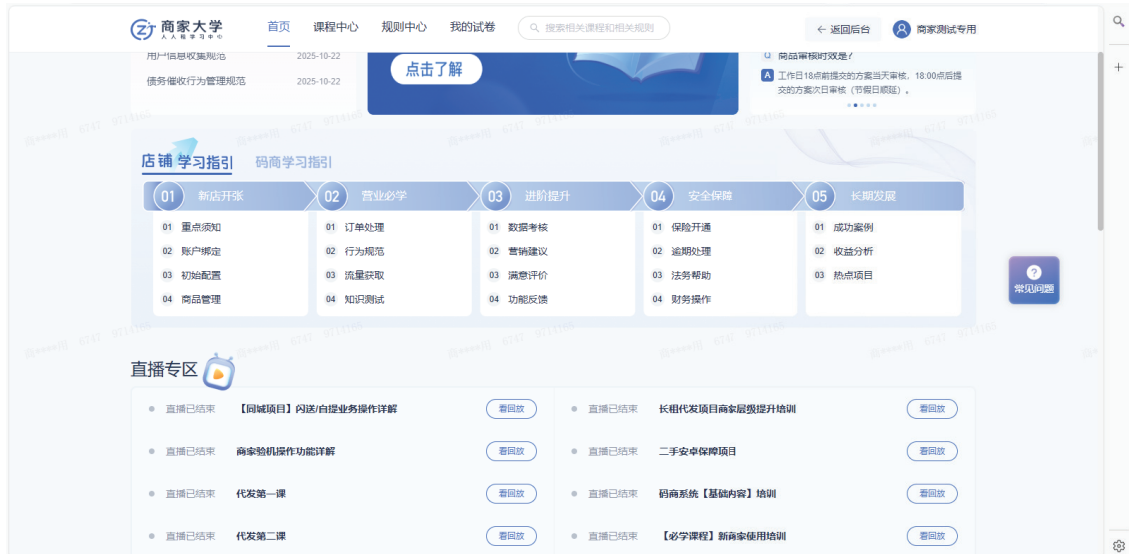 商家大学
人人租学习中心
首页
课程中心
规则中心
我的试卷
搜索相关课程和相关规则
返回后台
商家测试专用
用户信息收集规范 2025-10-22
债务催收行为管理规范 2025-10-22
点击了解
Q 商品审核时效是?
A 工作日18点前提交的方案当天审核，18:00点后提
交的方案次日审核（节假日顺延）。
店铺 学习指引
码商学习指引
01 新店开张
02 营业必学
03 进阶提升
04 安全保障
05 长期发展
01 重点须知
01 订单处理
01 数据考核
01 保险开通
01 成功案例
02 账户绑定
02 行为规范
02 营销建议
02 逾期处理
02 收益分析
03 初始配置
03 流量获取
03 满意评价
03 法务帮助
03 热点项目
04 商品管理
04 知识测试
04 功能反馈
04 财务操作
?
常见问题
直播专区
直播已结束 【同城项目】闪送/自提业务操作详解 看回放
直播已结束 长租代发项目商家层级提升培训 看回放
直播已结束 商家验机操作功能详解 看回放
直播已结束 二手安卓保障项目 看回放
直播已结束 代发第一课 看回放
直播已结束 码商系统【基础内容】培训 看回放
直播已结束 代发第二课 看回放
直播已结束 【必学课程】新商家使用培训 看回放